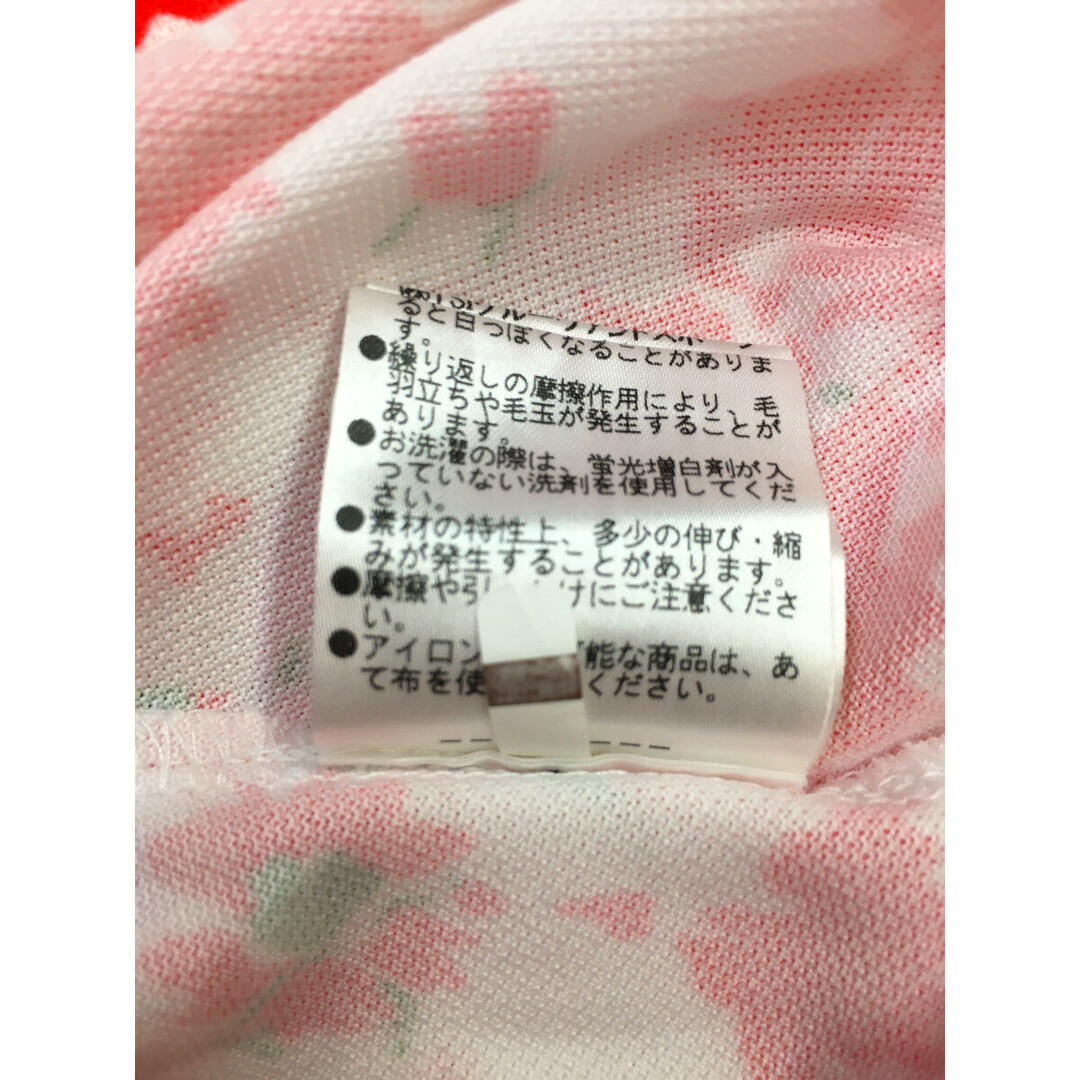 ると白っぽくなることがありま
す。
●繰り返しの摩擦作用により、毛
羽立ちや毛玉が発生することが
あります。
●お洗濯の際は、蛍光増白剤が入
っていない洗剤を使用してくだ
さい。
●素材の特性上、多少の伸び・縮
みが発生することがあります。
●摩擦や引 けにご注意くださ
い。
●アイロン 能な商品は、あ
て布を使 ください。